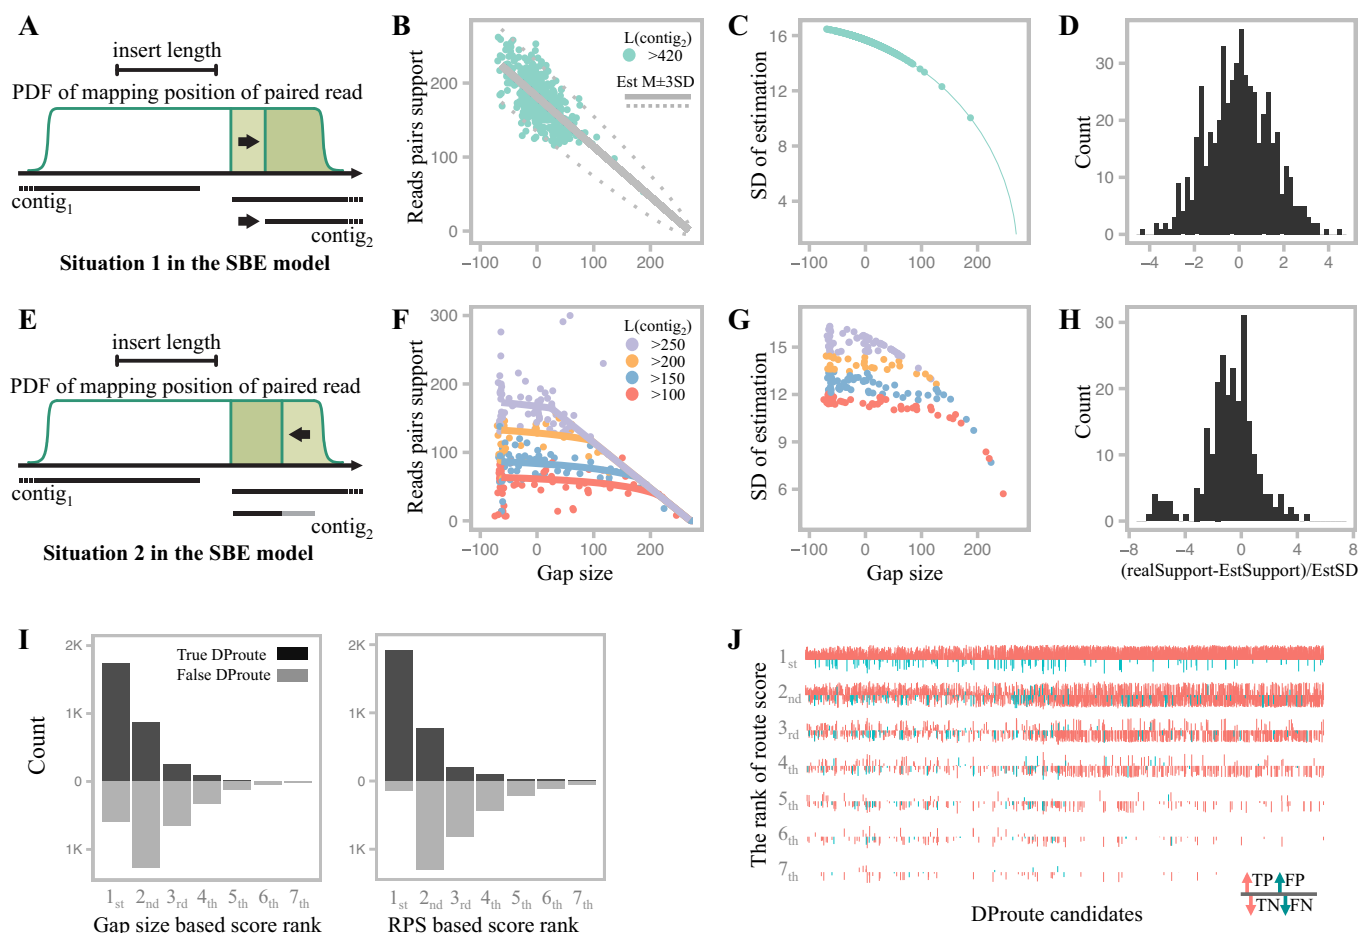 A
insert length
PDF of mapping position of paired read
contig1
contig2
Situation 1 in the SBE model
B
Reads pairs support
200
100
0
−100 0 100 200
L(contig2)
>420
Est M±3SD
C
SD of estimation
16
12
8
4
−100 0 100 200
D
Count
30
20
10
0
−4 −2 0 2 4
E
insert length
PDF of mapping position of paired read
contig1
contig2
Situation 2 in the SBE model
F
Reads pairs support
300
200
100
0
−100 0 100 200
Gap size
L(contig2)
>250
>200
>150
>100
G
SD of estimation
15
12
9
6
−100 0 100 200
Gap size
H
Count
30
20
10
0
−8 −4 0 4 8
(realSupport-EstSupport)/EstSD
I
Count
2K
1K
0
1K
True DProute
False DProute
1st 2nd 3rd 4th 5th 6th 7th
Gap size based score rank
2K
1K
0
1K
1st 2nd 3rd 4th 5th 6th 7th
RPS based score rank
J
The rank of route score
1st
2nd
3rd
4th
5th
6th
7th
DProute candidates
TP FP
TN FN